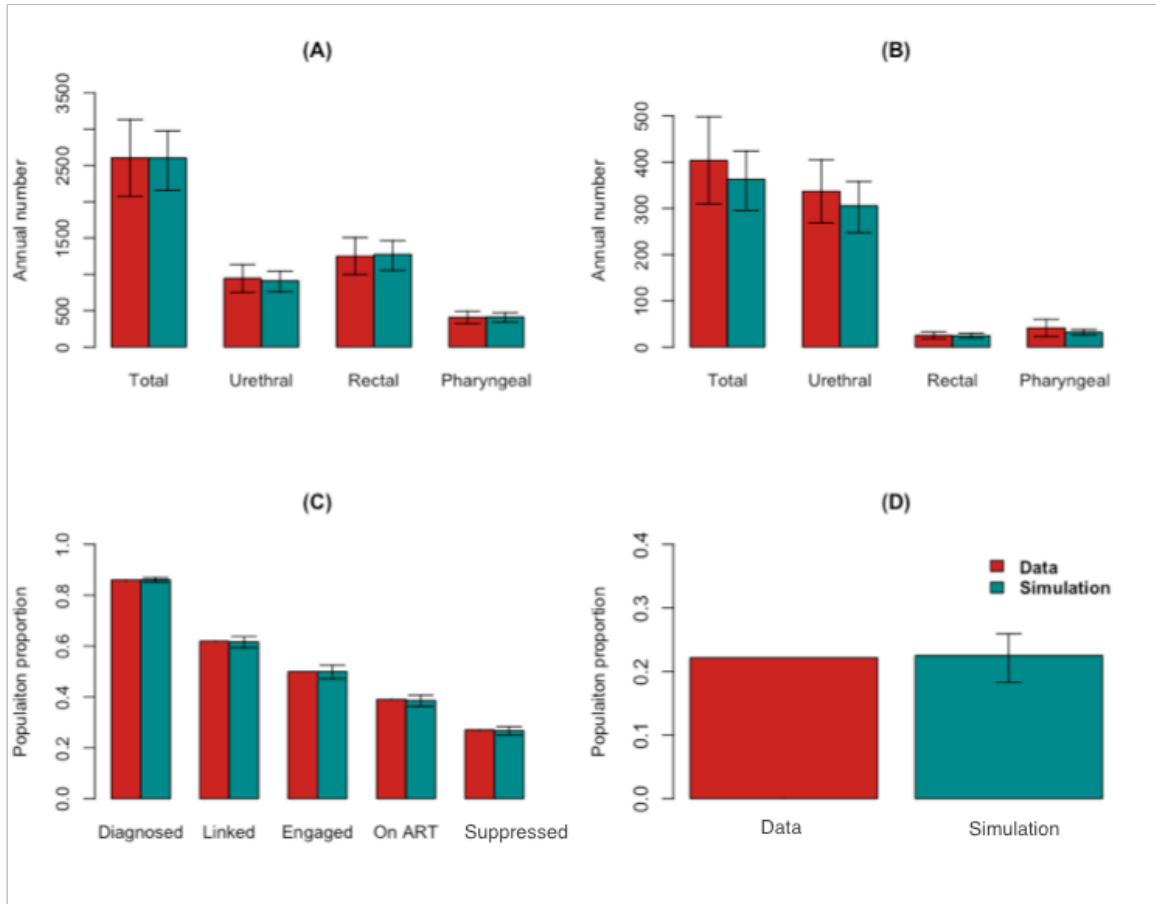 (A)
Annual number
3500
2500
1500
500
0
Total Urethral Rectal Pharyngeal
(B)
Annual number
500
400
300
200
100
0
Total Urethral Rectal Pharyngeal
(C)
Populaiton proportion
1.0
0.8
0.6
0.4
0.2
0.0
Diagnosed Linked Engaged On ART Suppressed
(D)
Populaiton proportion
0.4
0.3
0.2
0.1
0.0
Data
Simulation
Data Simulation